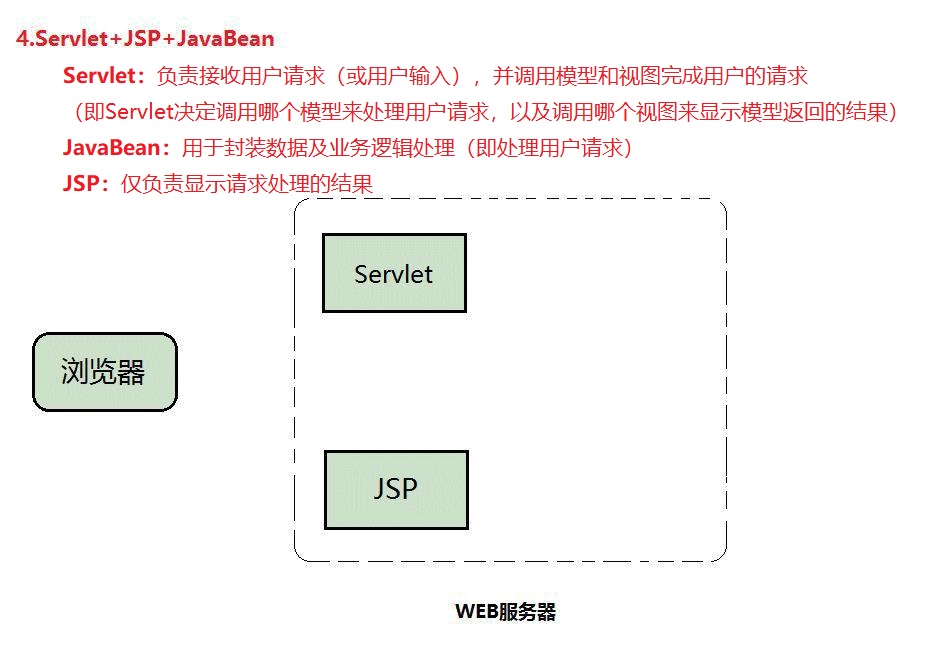 4.Servlet+JSP+JavaBean
Servlet：负责接收用户请求（或用户输入），并调用模型和视图完成用户的请求
（即Servlet决定调用哪个模型来处理用户请求，以及调用哪个视图来显示模型返回的结果）
JavaBean：用于封装数据及业务逻辑处理（即处理用户请求）
JSP：仅负责显示请求处理的结果
Servlet
浏览器
JSP
WEB服务器